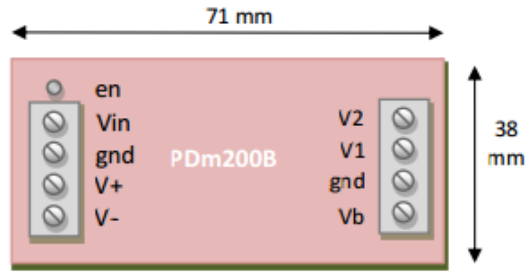 71 mm
en
Vin
gnd
V+
V-
PDm200B
V2
V1
gnd
Vb
38
mm